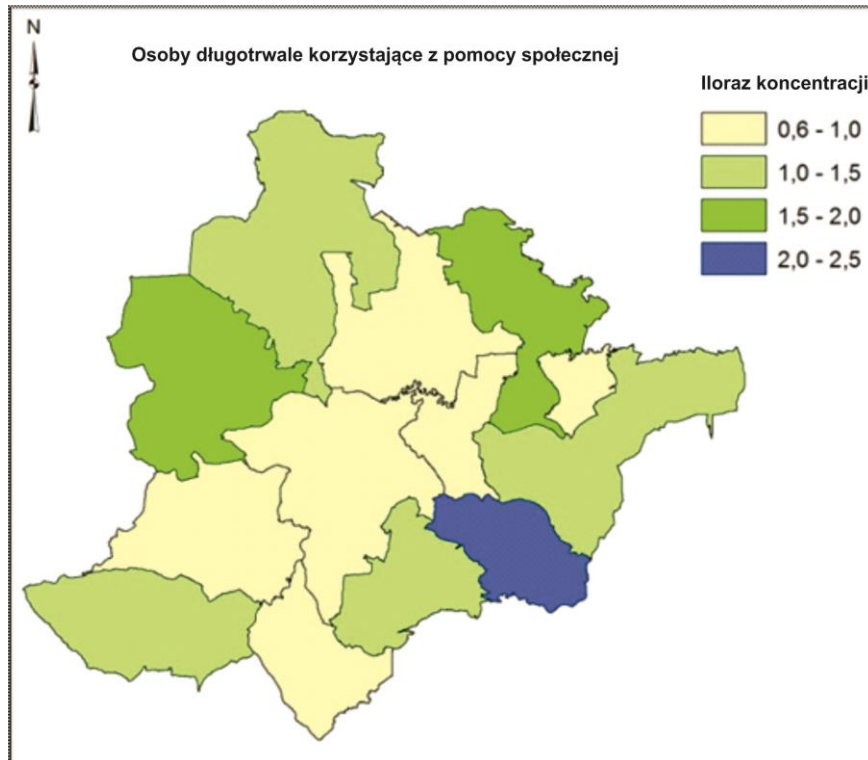 N
Osoby długotrwale korzystające z pomocy społecznej
Iloraz koncentracji
0,6 - 1,0
1,0 - 1,5
1,5 - 2,0
2,0 - 2,5